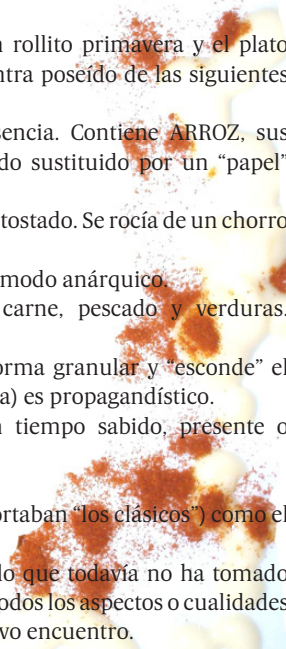 rollito primavera y el plato
ntra poseído de las siguientes
sencia. Contiene ARROZ, sus
do sustituido por un “papel”
tostado. Se rocía de un chorro
modo anárquico.
carne, pescado y verduras.
orma granular y “esconde” el
a) es propagandístico.
tiempo sabido, presente o
ortaban “los clásicos”) como el
lo que todavía no ha tomado
odos los aspectos o cualidades
vo encuentro.